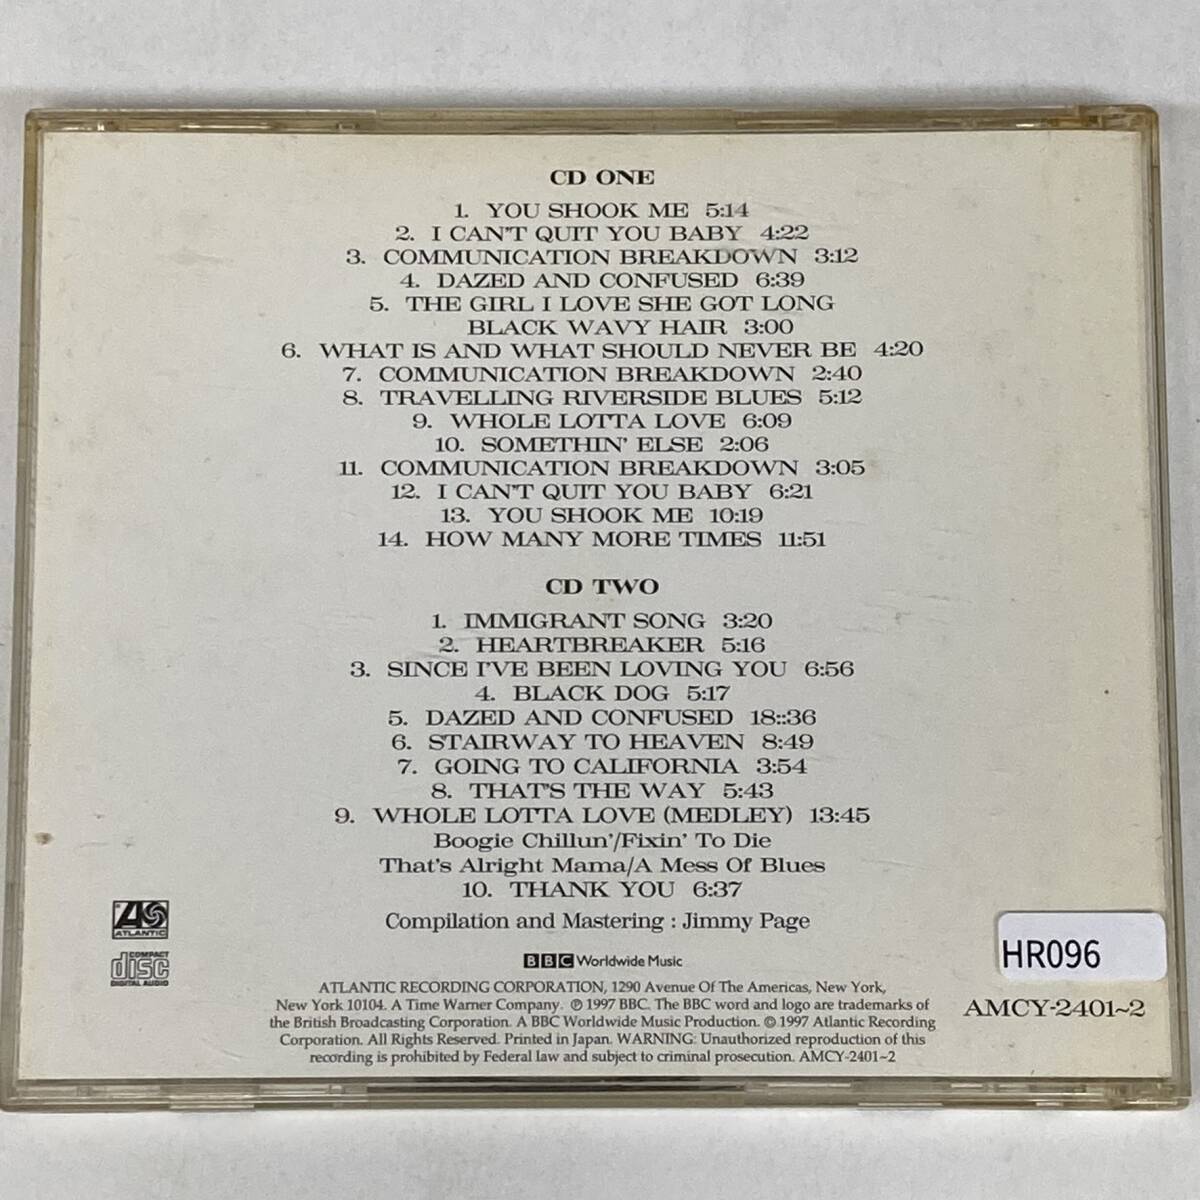 CD ONE
1. YOU SHOOK ME 5:14
2. I CAN'T QUIT YOU BABY 4:22
3. COMMUNICATION BREAKDOWN 3:12
4. DAZED AND CONFUSED 6:39
5. THE GIRL I LOVE SHE GOT LONG
BLACK WAVY HAIR 3:00
6. WHAT IS AND WHAT SHOULD NEVER BE 4:20
7. COMMUNICATION BREAKDOWN 2:40
8. TRAVELLING RIVERSIDE BLUES 5:12
9. WHOLE LOTTA LOVE 6:09
10. SOMETHIN' ELSE 2:06
11. COMMUNICATION BREAKDOWN 3:05
12. I CAN'T QUIT YOU BABY 6:21
13. YOU SHOOK ME 10:19
14. HOW MANY MORE TIMES 11:51
CD TWO
1. IMMIGRANT SONG 3:20
2. HEARTBREAKER 5:16
3. SINCE I'VE BEEN LOVING YOU 6:56
4. BLACK DOG 5:17
5. DAZED AND CONFUSED 18::36
6. STAIRWAY TO HEAVEN 8:49
7. GOING TO CALIFORNIA 3:54
8. THAT'S THE WAY 5:43
9. WHOLE LOTTA LOVE (MEDLEY) 13:45
Boogie Chillun'/Fixin' To Die
That's Alright Mama/A Mess Of Blues
10. THANK YOU 6:37
Compilation and Mastering : Jimmy Page
ATLANTIC
COMPACT
disc
DIGITAL AUDIO
BBC Worldwide Music
ATLANTIC RECORDING CORPORATION, 1290 Avenue Of The Americas, New York,
New York 10104. A Time Warner Company. ℗ 1997 BBC. The BBC word and logo are trademarks of
the British Broadcasting Corporation. A BBC Worldwide Music Production. © 1997 Atlantic Recording
Corporation. All Rights Reserved. Printed in Japan. WARNING: Unauthorized reproduction of this
recording is prohibited by Federal law and subject to criminal prosecution. AMCY-2401~2
HR096
AMCY-2401~2